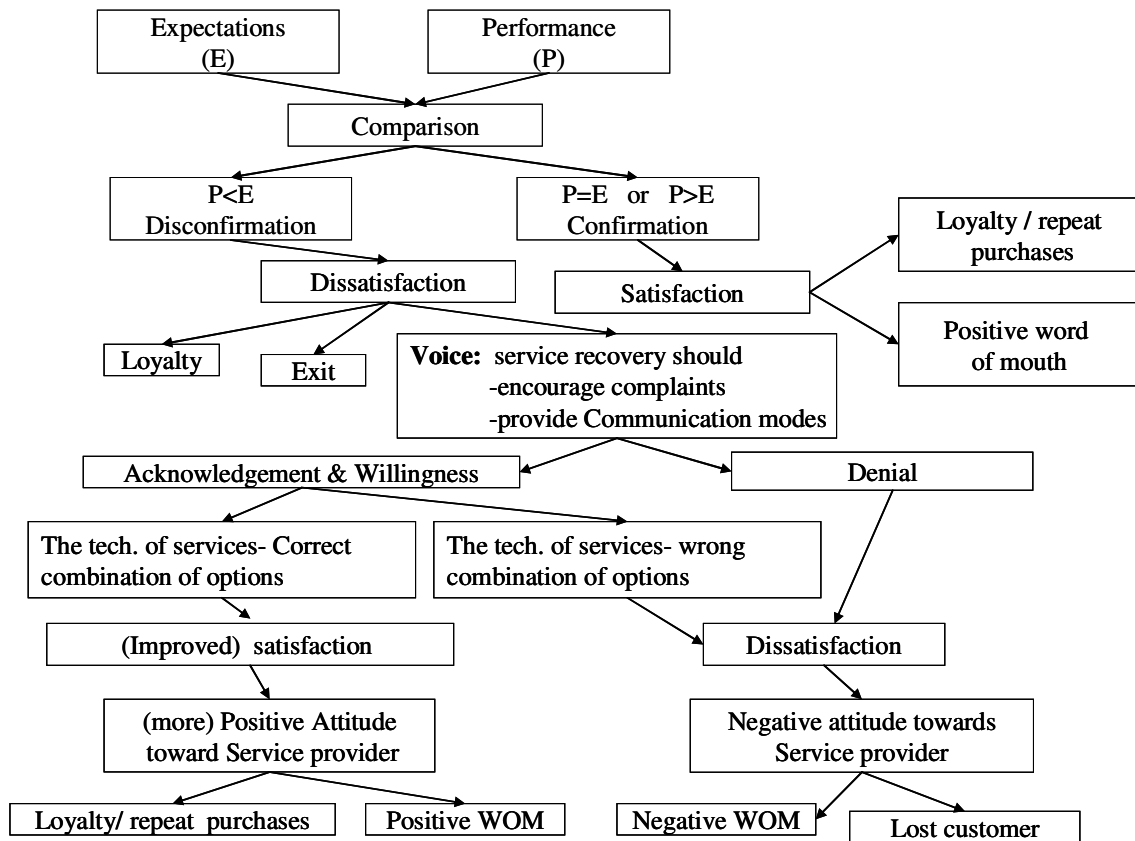 Expectations
(E)
Performance
(P)
Comparison
P<E
Disconfirmation
P=E or P>E
Confirmation
Loyalty / repeat
purchases
Dissatisfaction
Satisfaction
Positive word
of mouth
Loyalty
Exit
Voice: service recovery should
-encourage complaints
-provide Communication modes
Acknowledgement & Willingness
Denial
The tech. of services- Correct
combination of options
The tech. of services- wrong
combination of options
(Improved) satisfaction
Dissatisfaction
(more) Positive Attitude
toward Service provider
Negative attitude towards
Service provider
Loyalty/ repeat purchases
Positive WOM
Negative WOM
Lost customer